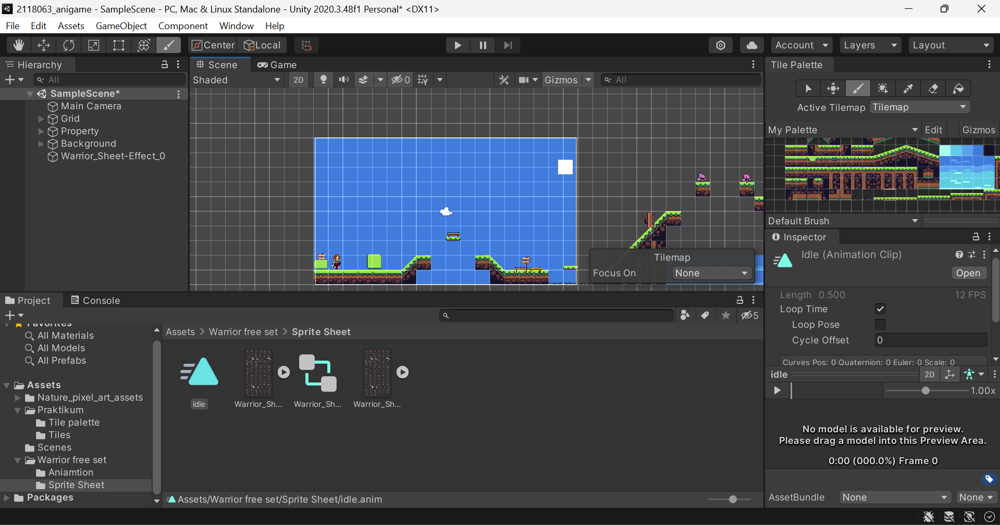 2118063_anigame - SampleScene - PC, Mac & Linux Standalone - Unity 2020.3.48f1 Personal* <DX11>
File Edit Assets GameObject Component Window Help
Center Local Account Layers Layout
Hierarchy
All
SampleScene*
Main Camera
Grid
Property
Background
Warrior_Sheet-Effect_0
Scene Game
Shaded 2D 0 Gizmos All
Tilemap
Focus On None
Tile Palette
Active Tilemap Tilemap
My Palette Edit Gizmos
Default Brush
Inspector
Idle (Animation Clip)
Open
Length 0.500 12 FPS
Loop Time
Loop Pose
Cycle Offset 0
Curves Pos: 0 Quaternion: 0 Euler: 0 Scale: 0
idle 2D
1.00x
No model is available for preview.
Please drag a model into this Preview Area.
0:00 (000.0%) Frame 0
AssetBundle None None
Project Console
5
Favorites
All Materials
All Models
All Prefabs
Assets
Nature_pixel_art_assets
Praktikum
Tile palette
Tiles
Scenes
Warrior free set
Aniamtion
Sprite Sheet
Packages
Assets > Warrior free set > Sprite Sheet
idle Warrior_Sh... Warrior_Sh... Warrior_Sh...
Assets/Warrior free set/Sprite Sheet/idle.anim